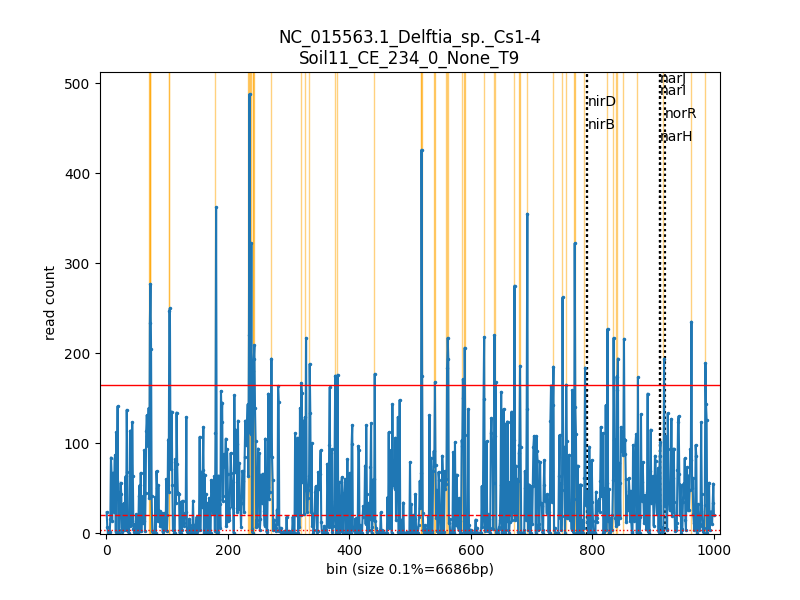 NC_015563.1_Delftia_sp._Cs1-4
Soil11_CE_234_0_None_T9
500
400
300
200
100
0
read count
narJ
narI
nirD
norR
nirB
narH
0
200
400
600
800
1000
bin (size 0.1%=6686bp)